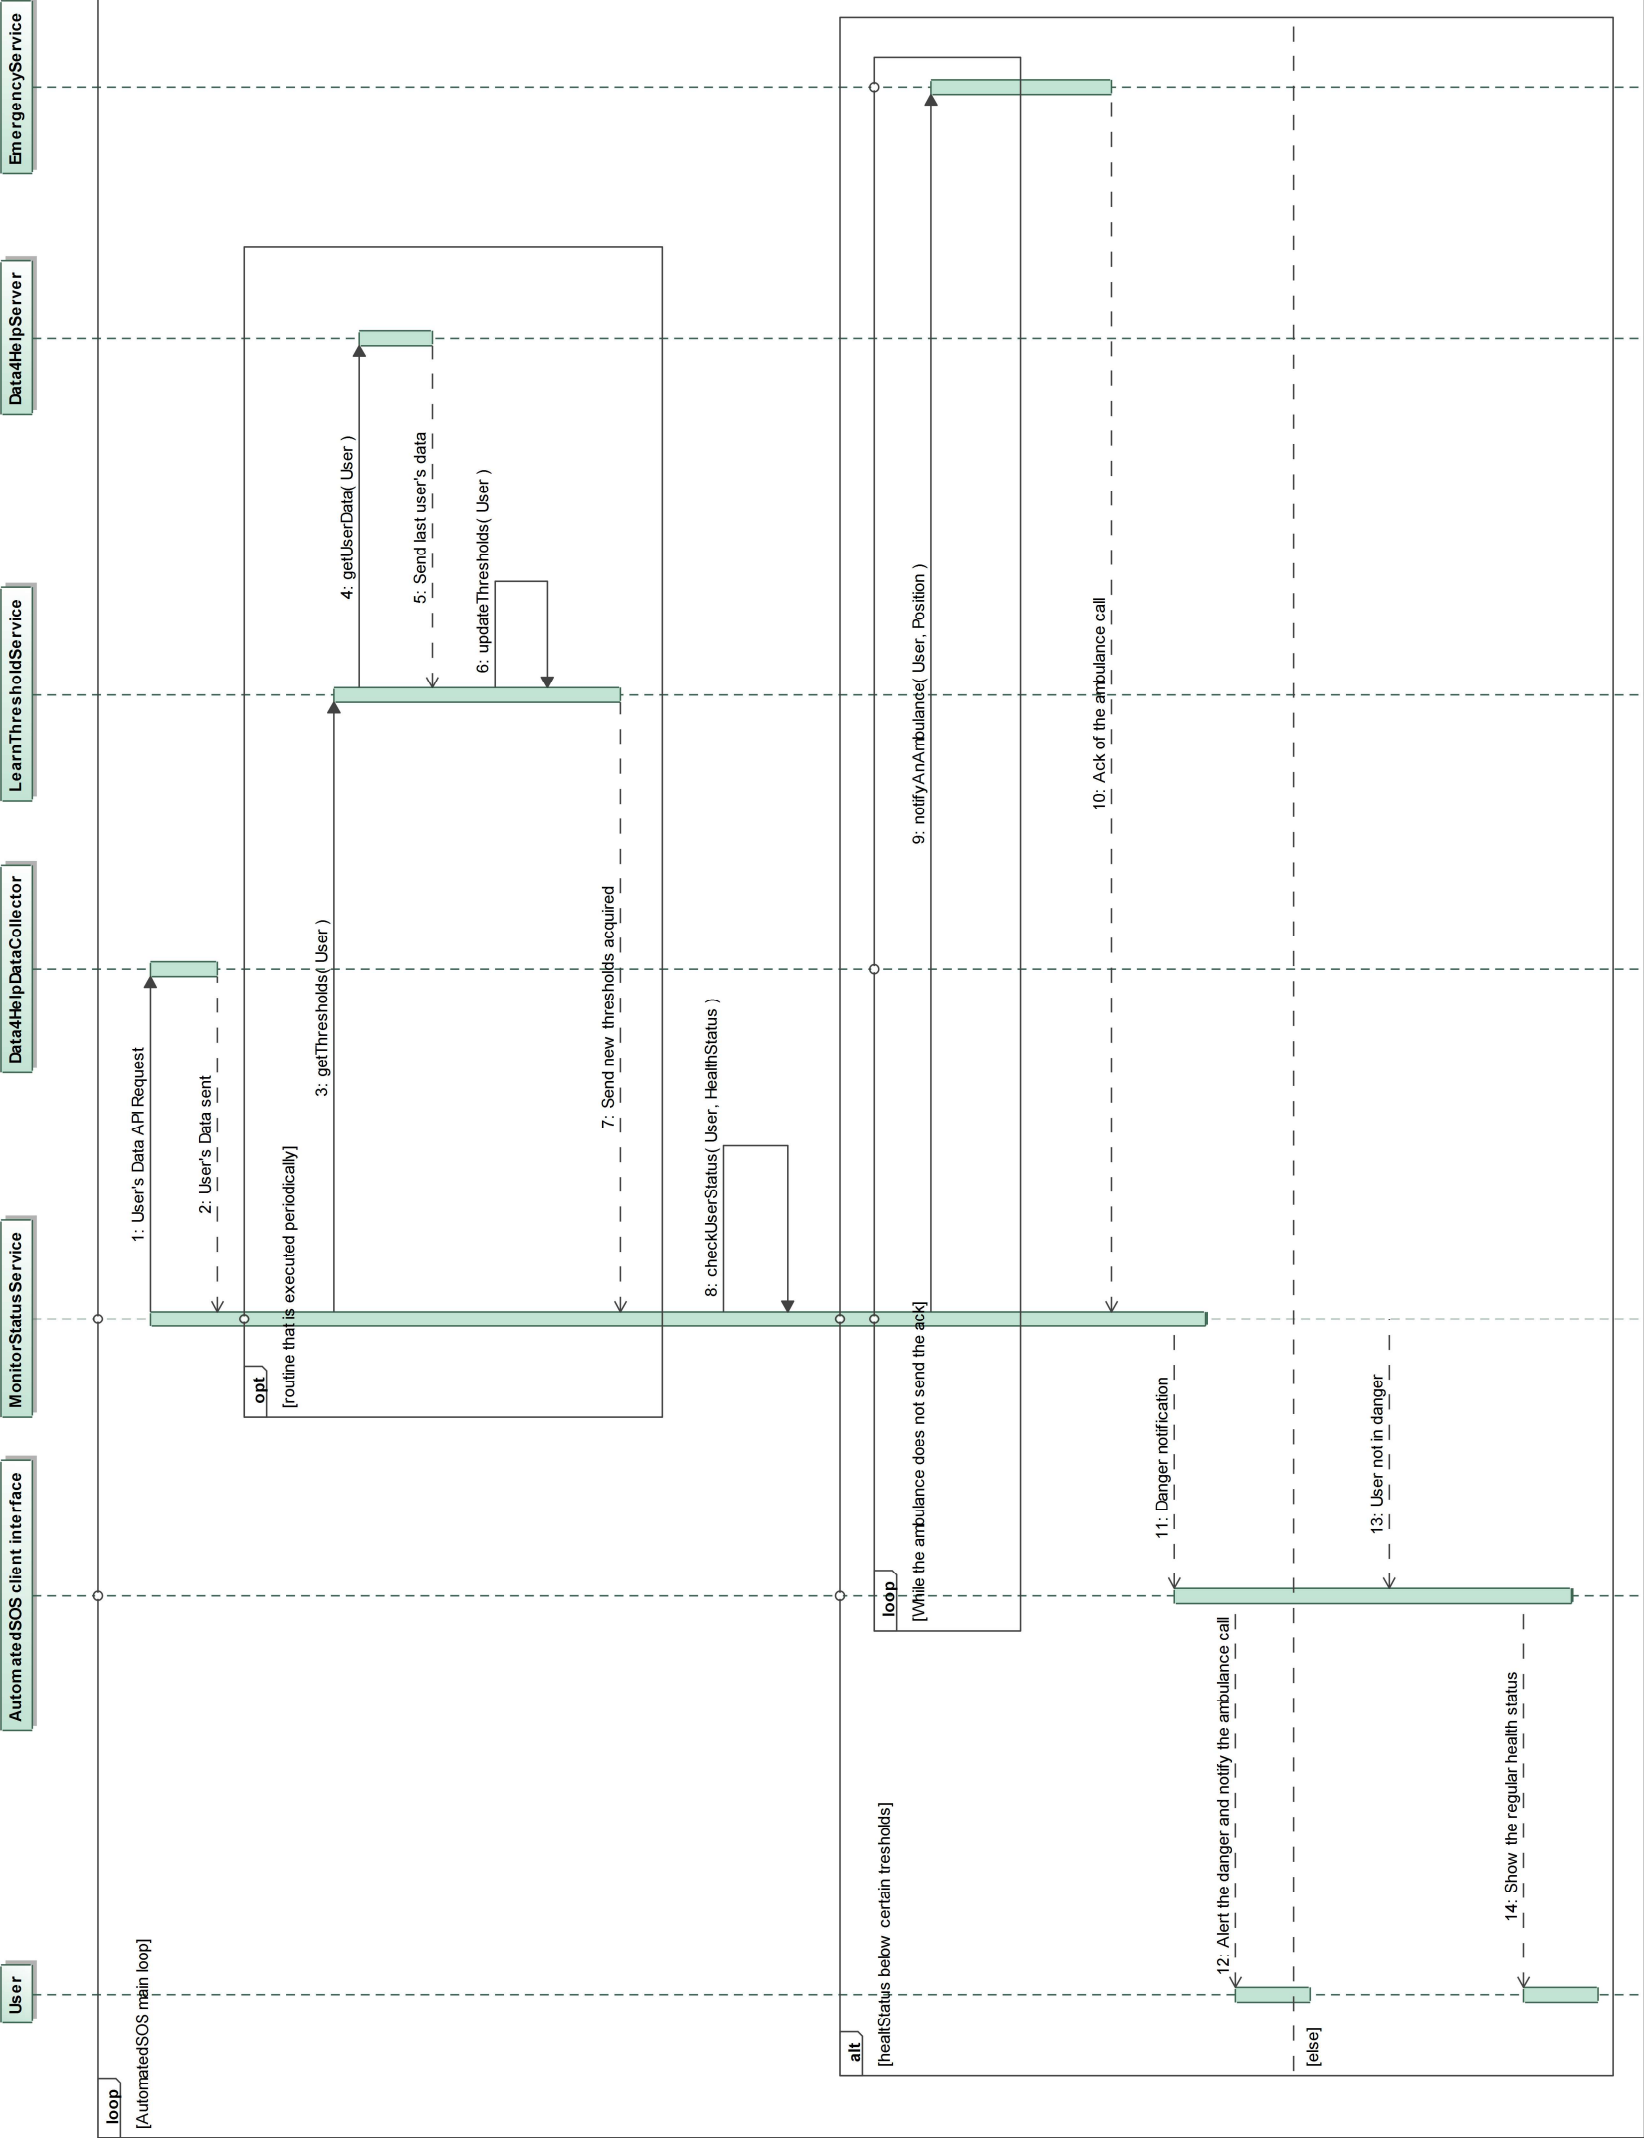 User
AutomatedSOS client interface
MonitorStatusService
Data4HelpDataCollector
LearnThresholdService
Data4HelpServer
EmergencyService
loop
[AutomatedSOS main loop]
1: User's Data API Request
2: User's Data sent
opt
[routine that is executed periodically]
3: getThresholds( User )
4: getUserData( User )
5: Send last user's data
6: updateThresholds( User )
7: Send new thresholds acquired
8: checkUserStatus( User, HealthStatus )
alt
[healtStatus below certain tresholds]
loop
[While the ambulance does not send the ack]
9: notifyAnAmbulance( User, Position )
10: Ack of the ambulance call
11: Danger notification
12: Alert the danger and notify the ambulance call
[else]
13: User not in danger
14: Show the regular health status